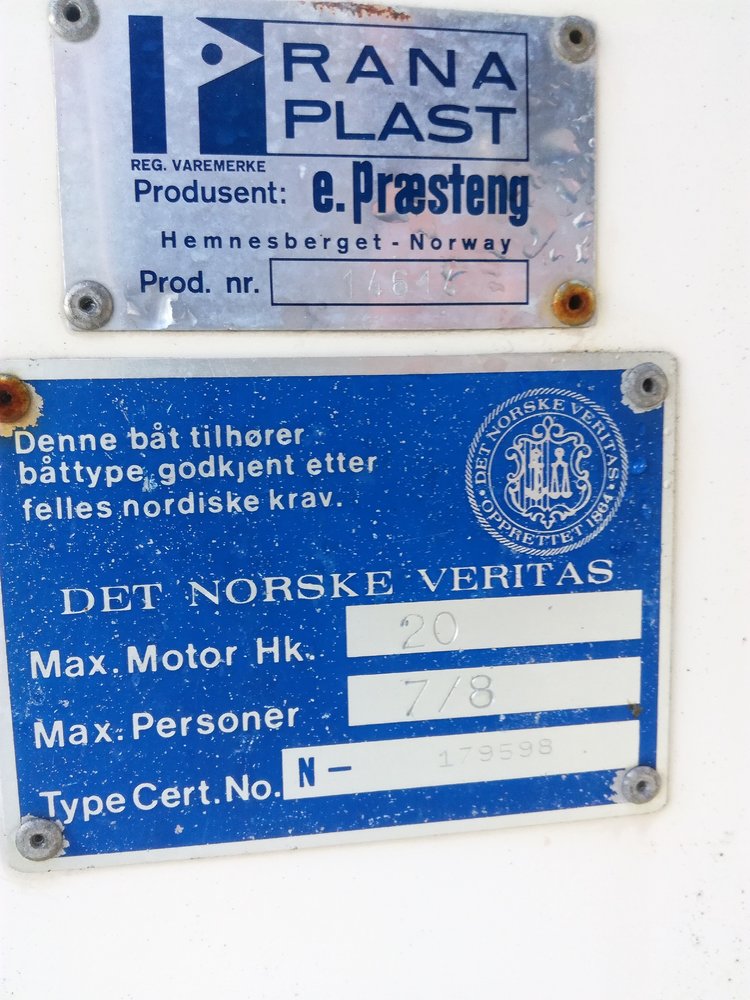 RANA
PLAST
REG. VAREMERKE
Produsent: e. Præsteng
Hemnesberget - Norway
Prod. nr.
Denne båt tilhører
båttype godkjent etter
felles nordiske krav.
DET NORSKE VERITAS
OPPRETTET 1864
DET NORSKE VERITAS
Max. Motor Hk. 20
Max. Personer 7/8
Type Cert. No. N - 179598